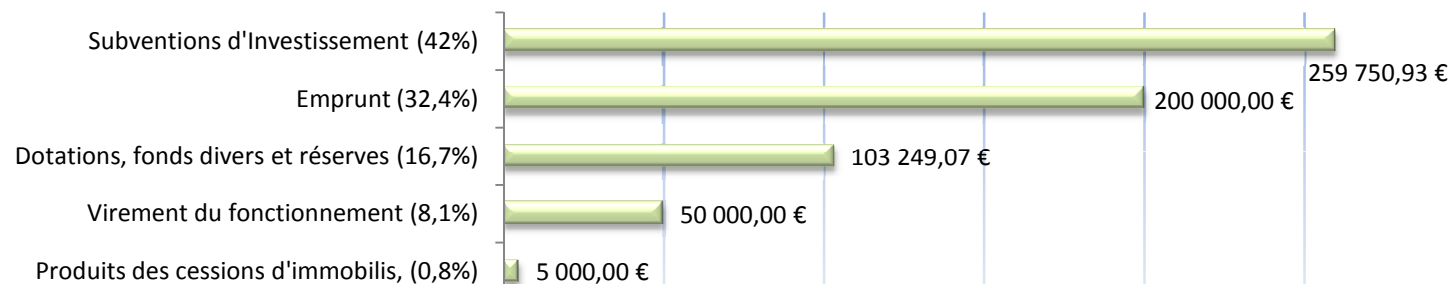 Subventions d'Investissement (42%)
259 750,93 €
Emprunt (32,4%)
200 000,00 €
Dotations, fonds divers et réserves (16,7%)
103 249,07 €
Virement du fonctionnement (8,1%)
50 000,00 €
Produits des cessions d'immobilis, (0,8%)
5 000,00 €